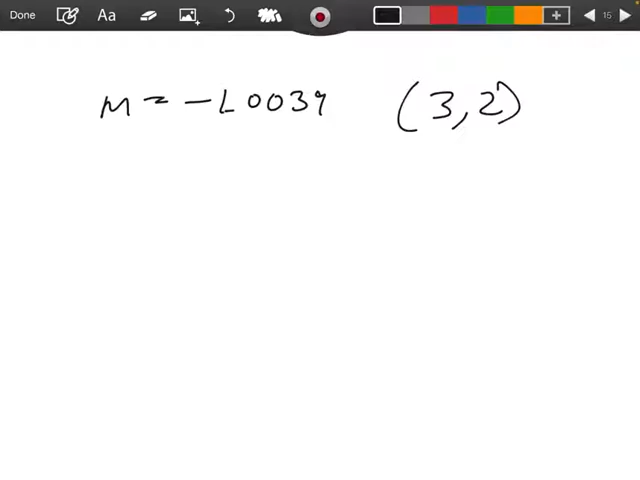 Done Aa 15
m = -1.0039 (3,2)